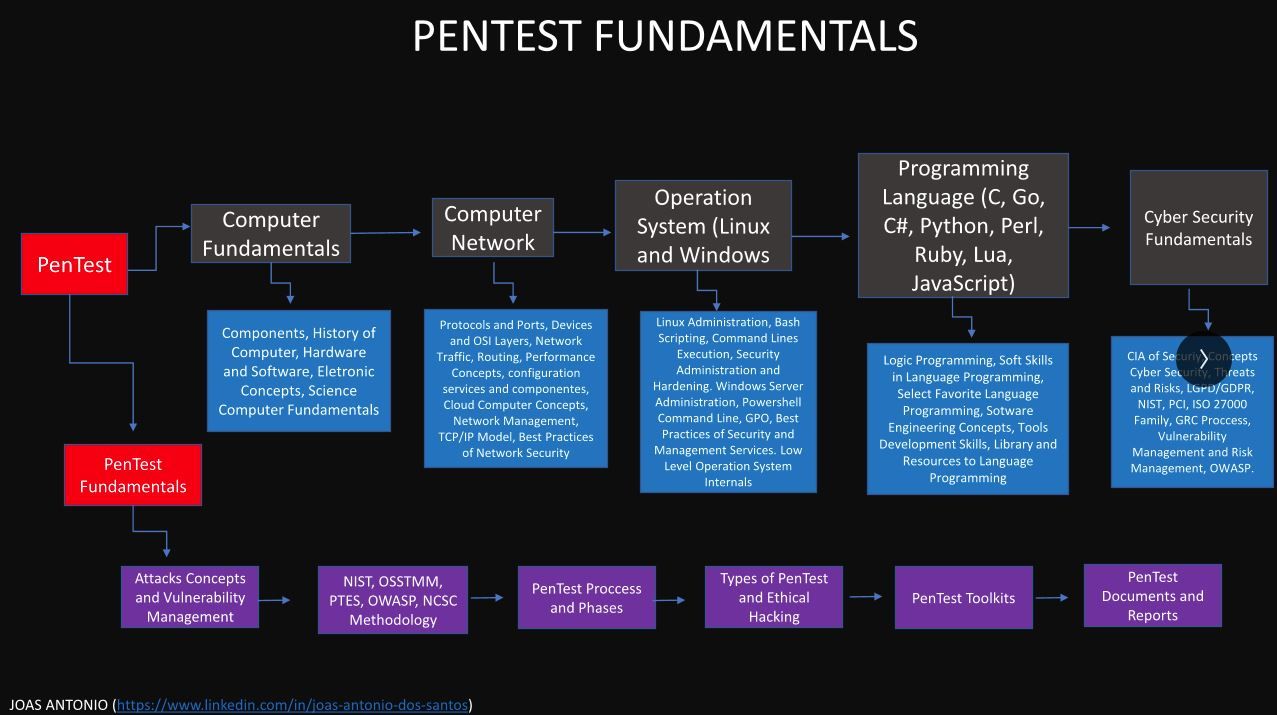 PENTEST FUNDAMENTALS
PenTest
Computer
Fundamentals
Computer
Network
Operation
System (Linux
and Windows
Programming
Language (C, Go,
C#, Python, Perl,
Ruby, Lua,
JavaScript)
Cyber Security
Fundamentals
Components, History of
Computer, Hardware
and Software, Eletronic
Concepts, Science
Computer Fundamentals
Protocols and Ports, Devices
and OSI Layers, Network
Traffic, Routing, Performance
Concepts, configuration
services and componentes,
Cloud Computer Concepts,
Network Management,
TCP/IP Model, Best Practices
of Network Security
Linux Administration, Bash
Scripting, Command Lines
Execution, Security
Administration and
Hardening. Windows Server
Administration, Powershell
Command Line, GPO, Best
Practices of Security and
Management Services. Low
Level Operation System
Internals
Logic Programming, Soft Skills
in Language Programming,
Select Favorite Language
Programming, Sotware
Engineering Concepts, Tools
Development Skills, Library and
Resources to Language
Programming
CIA of Securiy, Concepts
Cyber Security, Threats
and Risks, LGPD/GDPR,
NIST, PCI, ISO 27000
Family, GRC Proccess,
Vulnerability
Management and Risk
Management, OWASP.
PenTest
Fundamentals
Attacks Concepts
and Vulnerability
Management
NIST, OSSTMM,
PTES, OWASP, NCSC
Methodology
PenTest Proccess
and Phases
Types of PenTest
and Ethical
Hacking
PenTest Toolkits
PenTest
Documents and
Reports
JOAS ANTONIO (https://www.linkedin.com/in/joas-antonio-dos-santos)